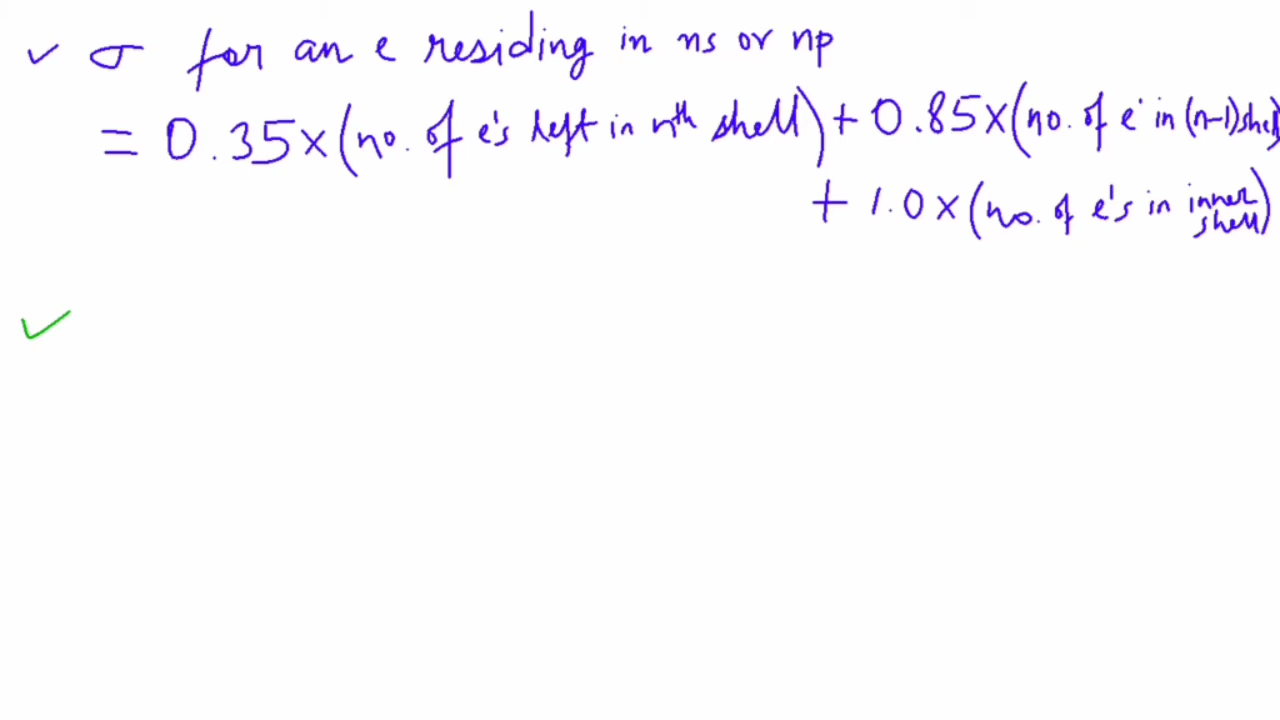 ✓ σ for an e residing in ns or np
= 0.35 × (no. of e's left in nth shell) + 0.85 × (no. of e in (n-1) shell)
+ 1.0 × (no. of e's in inner shell)
✓